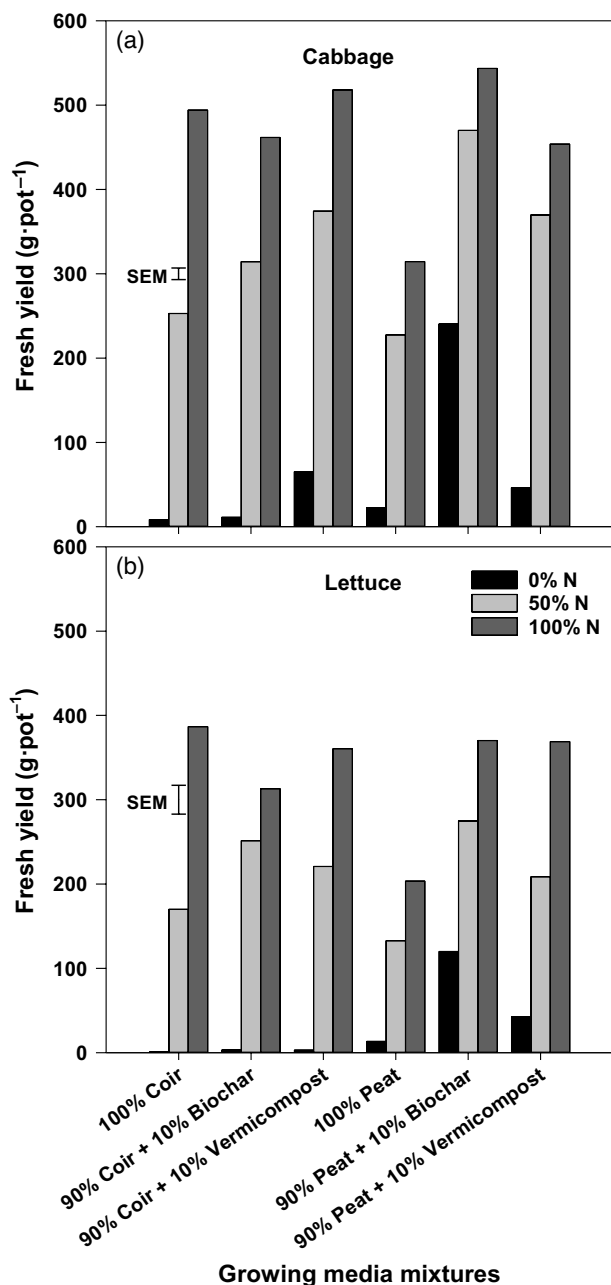 (a)
Cabbage
600
500
400
300
200
100
0
SEM
Fresh yield (g·pot⁻¹)
(b)
Lettuce
0% N
50% N
100% N
600
500
400
300
200
100
0
SEM
Fresh yield (g·pot⁻¹)
100% Coir
90% Coir + 10% Biochar
90% Coir + 10% Vermicompost
100% Peat
90% Peat + 10% Biochar
90% Peat + 10% Vermicompost
Growing media mixtures